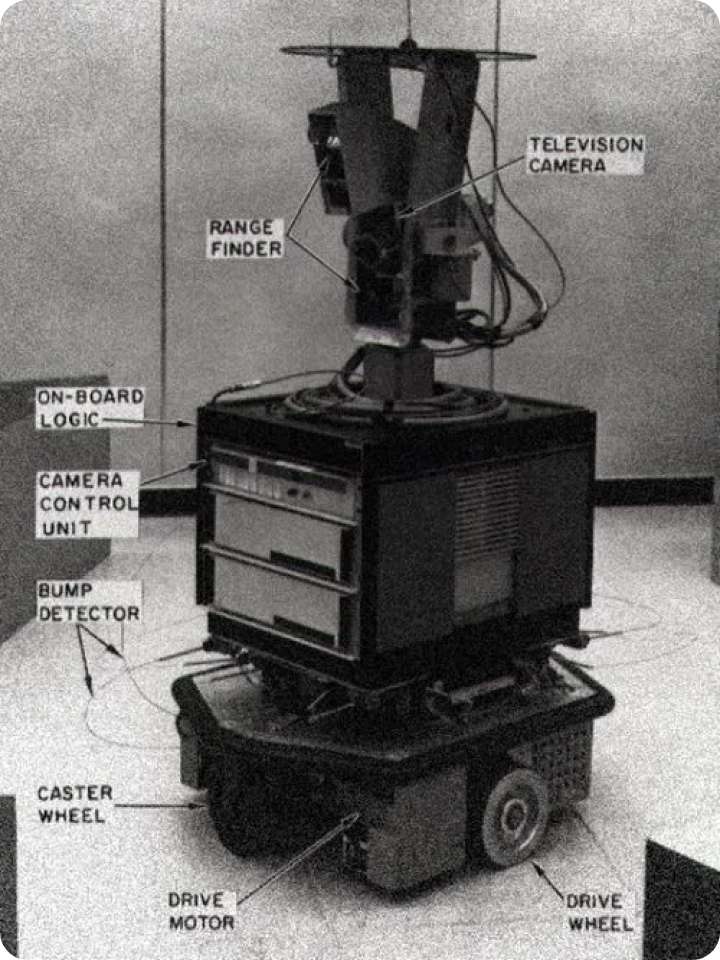 TELEVISION
CAMERA
RANGE
FINDER
ON-BOARD
LOGIC
CAMERA
CONTROL
UNIT
BUMP
DETECTOR
CASTER
WHEEL
DRIVE
MOTOR
DRIVE
WHEEL